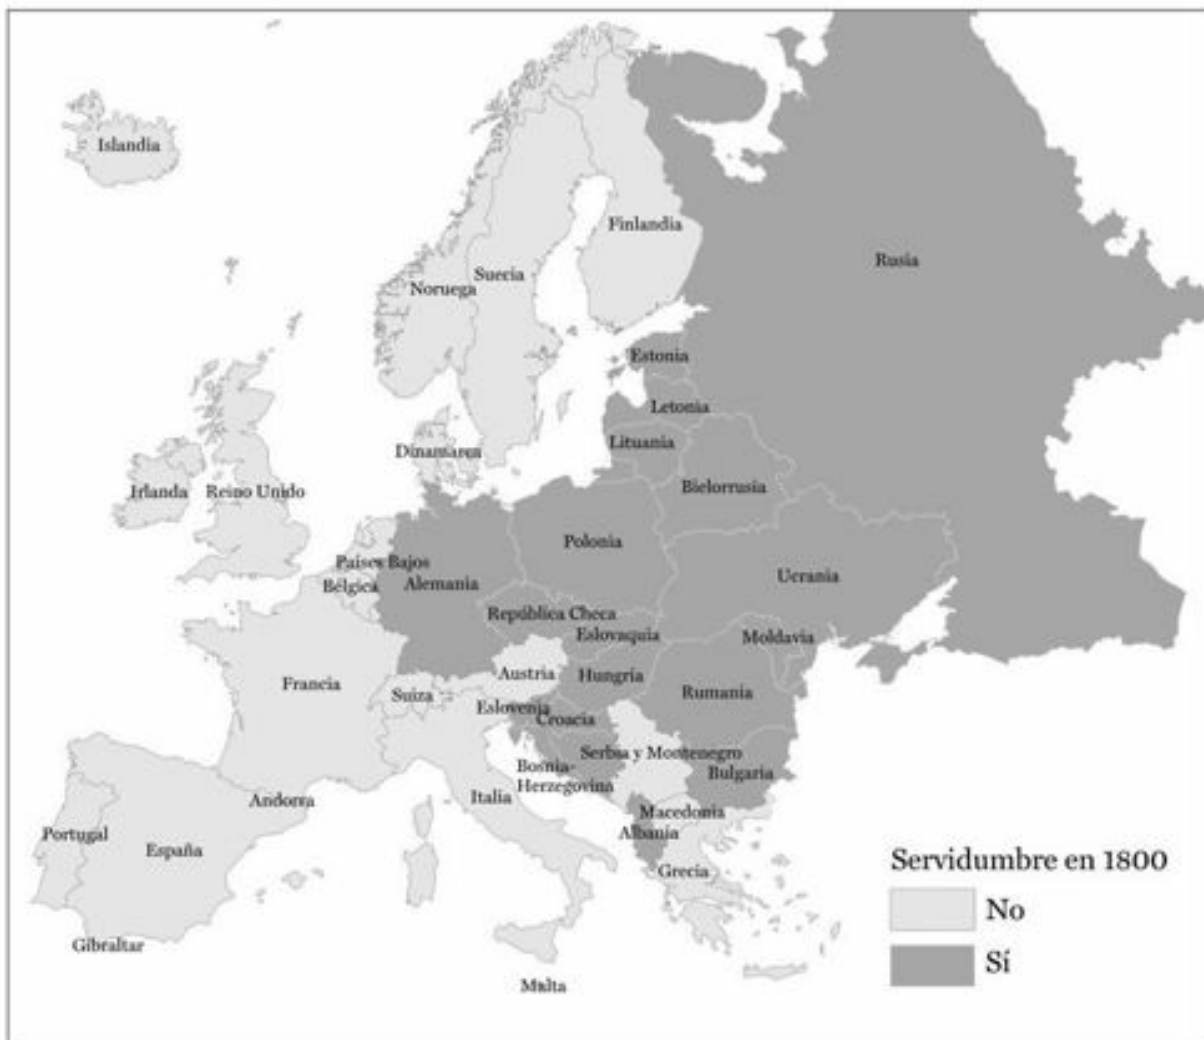 Islandia
Finlandia
Rusia
Suecia
Noruega
Estonia
Letonia
Dinamarca
Lituania
Irlanda
Reino Unido
Bielorrusia
Polonia
Países Bajos
Ucrania
Bélgica
Alemania
República Checa
Eslovaquia
Moldavia
Austria
Hungría
Francia
Suiza
Rumanía
Eslovenia
Croacia
Serbia y Montenegro
Bosnia-
Herzegovina
Bulgaria
Italia
Andorra
Macedonia
Portugal
Albania
España
Grecia
Gibraltar
Malta
Servidumbre en 1800
No
Sí